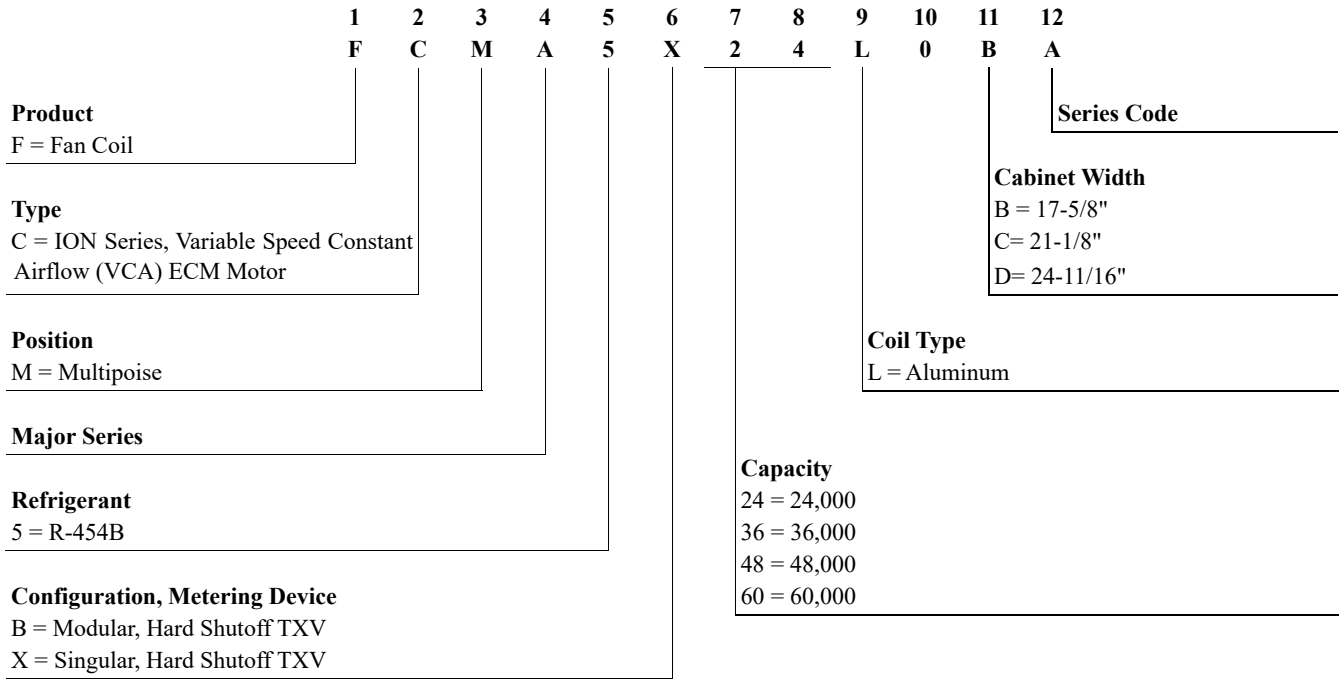 1 2 3 4 5 6 7 8 9 10 11 12
F C M A 5 X 2 4 L 0 B A
Product
F = Fan Coil
Type
C = ION Series, Variable Speed Constant
Airflow (VCA) ECM Motor
Position
M = Multipoise
Major Series
Refrigerant
5 = R-454B
Configuration, Metering Device
B = Modular, Hard Shutoff TXV
X = Singular, Hard Shutoff TXV
Series Code
Cabinet Width
B = 17-5/8"
C= 21-1/8"
D= 24-11/16"
Coil Type
L = Aluminum
Capacity
24 = 24,000
36 = 36,000
48 = 48,000
60 = 60,000